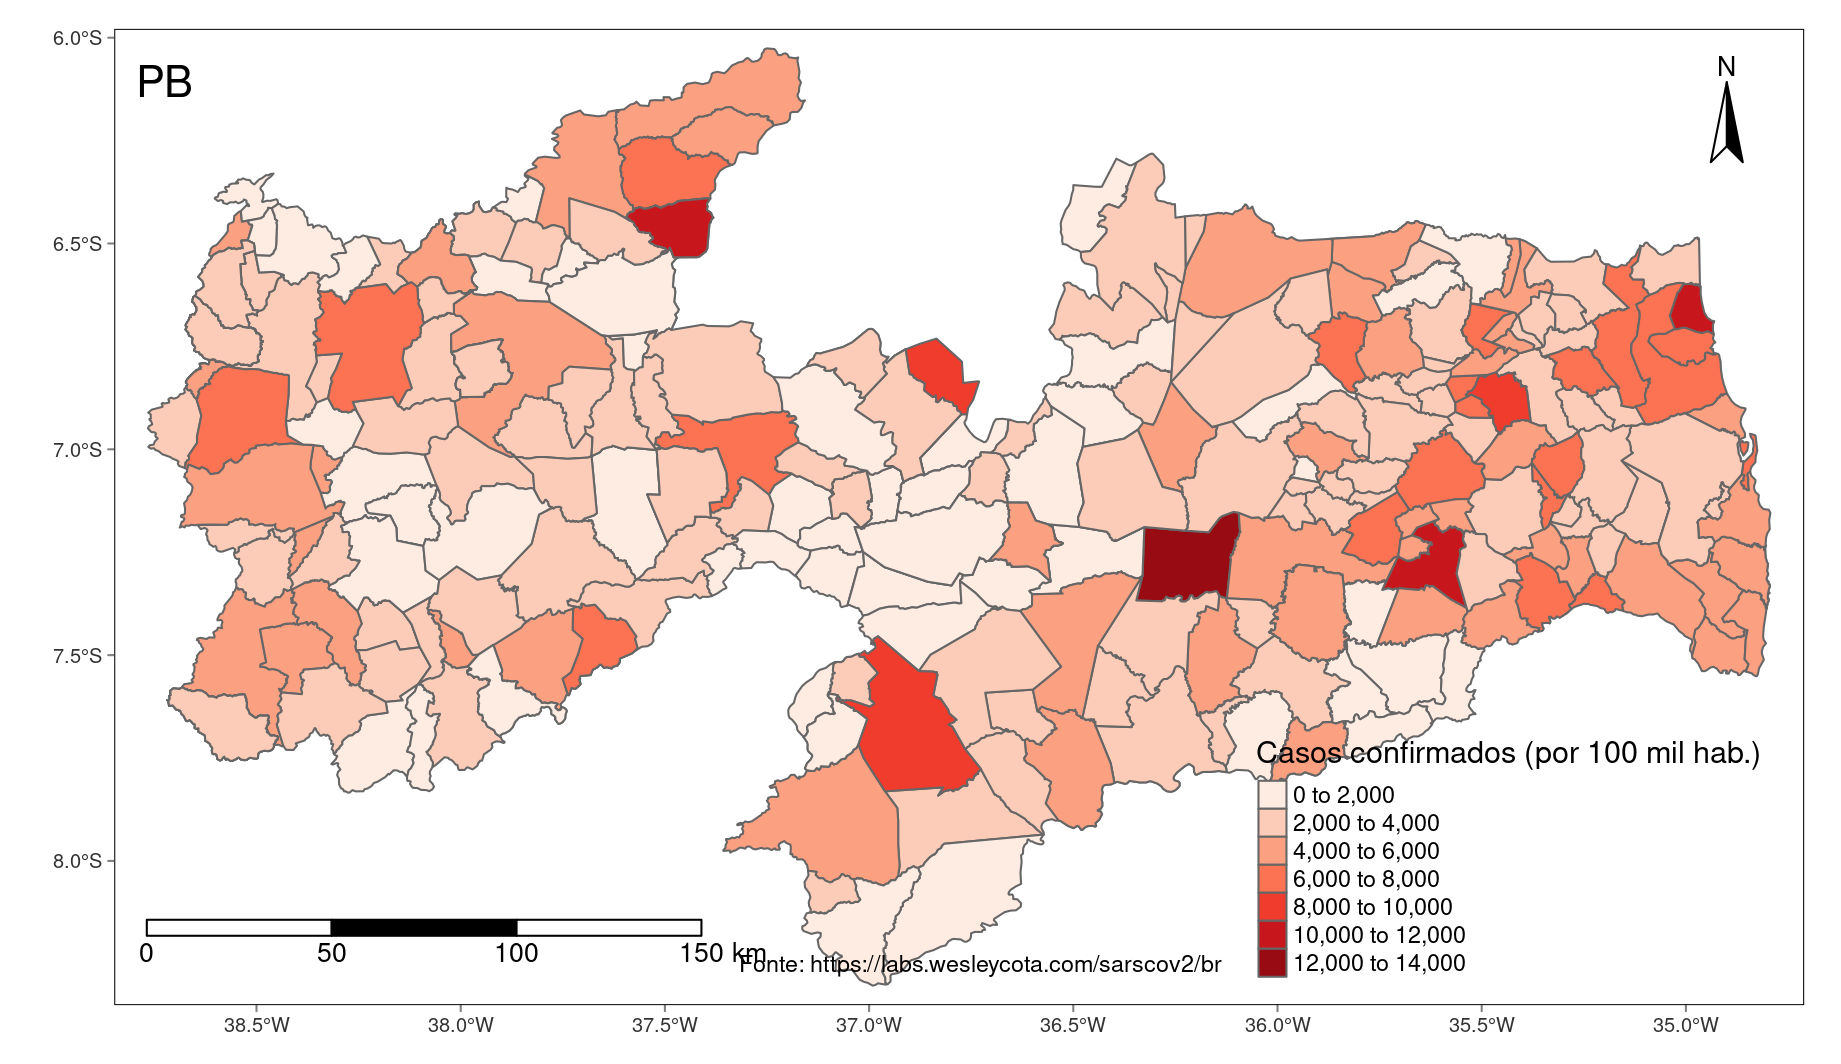 6.0°S
PB
N
6.5°S
7.0°S
7.5°S
8.0°S
Casos confirmados (por 100 mil hab.)
0 to 2,000
2,000 to 4,000
4,000 to 6,000
6,000 to 8,000
8,000 to 10,000
10,000 to 12,000
12,000 to 14,000
0 50 100 150 km
Fonte: https://labs.wesleycota.com/sarscov2/br
38.5°W 38.0°W 37.5°W 37.0°W 36.5°W 36.0°W 35.5°W 35.0°W